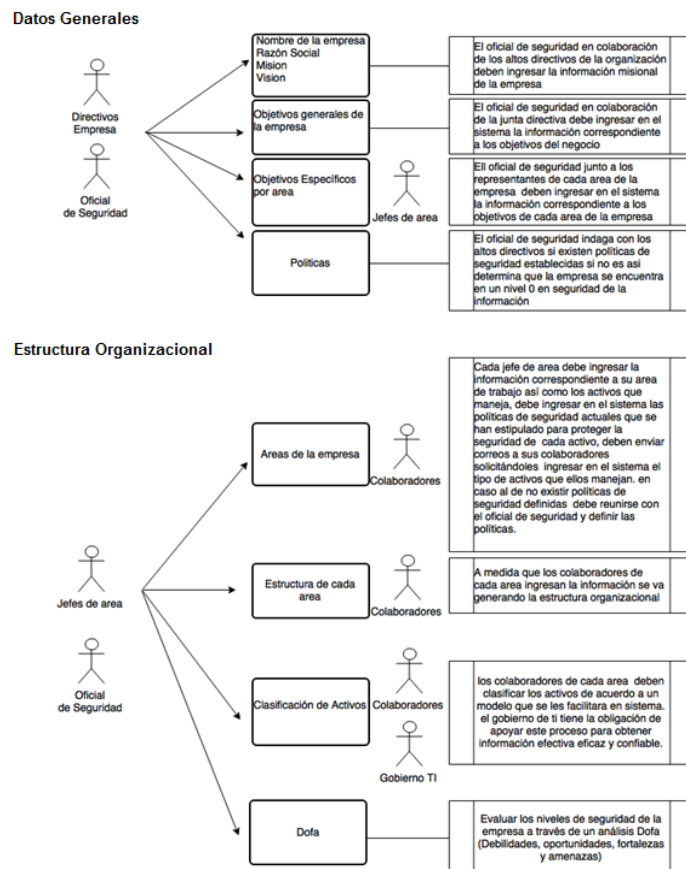 Datos Generales
Directivos
Empresa
Oficial
de Seguridad
Nombre de la empresa
Razón Social
Mision
Vision
El oficial de seguridad en colaboración
de los altos directivos de la organización
deben ingresar la información misional
de la empresa
Objetivos generales de
la empresa
El oficial de seguridad en colaboración
de la junta directiva debe ingresar en el
sistema la información correspondiente
a los objetivos del negocio
Objetivos Específicos
por area
Jefes de area
Ell oficial de seguridad junto a los
representantes de cada area de la
empresa deben ingresar en el sistema
la información correspondiente a los
objetivos de cada area de la empresa
Politicas
El oficial de seguridad indaga con los
altos directivos si existen políticas de
seguridad establecidas si no es asi
determina que la empresa se encuentra
en un nivel 0 en seguridad de la
información
Estructura Organizacional
Jefes de area
Oficial
de Seguridad
Areas de la empresa
Colaboradores
Cada jefe de area debe ingresar la
información correspondiente a su area
de trabajo así como los activos que
maneja, debe ingresar en el sistema las
políticas de seguridad actuales que se
han estipulado para proteger la
seguridad de cada activo, deben enviar
correos a sus colaboradores
solicitándoles ingresar en el sistema el
tipo de activos que ellos manejan. en
caso al de no existir políticas de
seguridad definidas debe reunirse con
el oficial de seguridad y definir las
políticas.
Estructura de cada
area
Colaboradores
A medida que los colaboradores de
cada area ingresan la información se va
generando la estructura organizacional
Clasificación de Activos
Colaboradores
Gobierno TI
los colaboradores de cada area deben
clasificar los activos de acuerdo a un
modelo que se les facilitara en sistema.
el gobierno de ti tiene la obligación de
apoyar este proceso para obtener
información efectiva eficaz y confiable.
Dofa
Evaluar los niveles de seguridad de la
empresa a través de un análisis Dofa
(Debilidades, oportunidades, fortalezas
y amenazas)